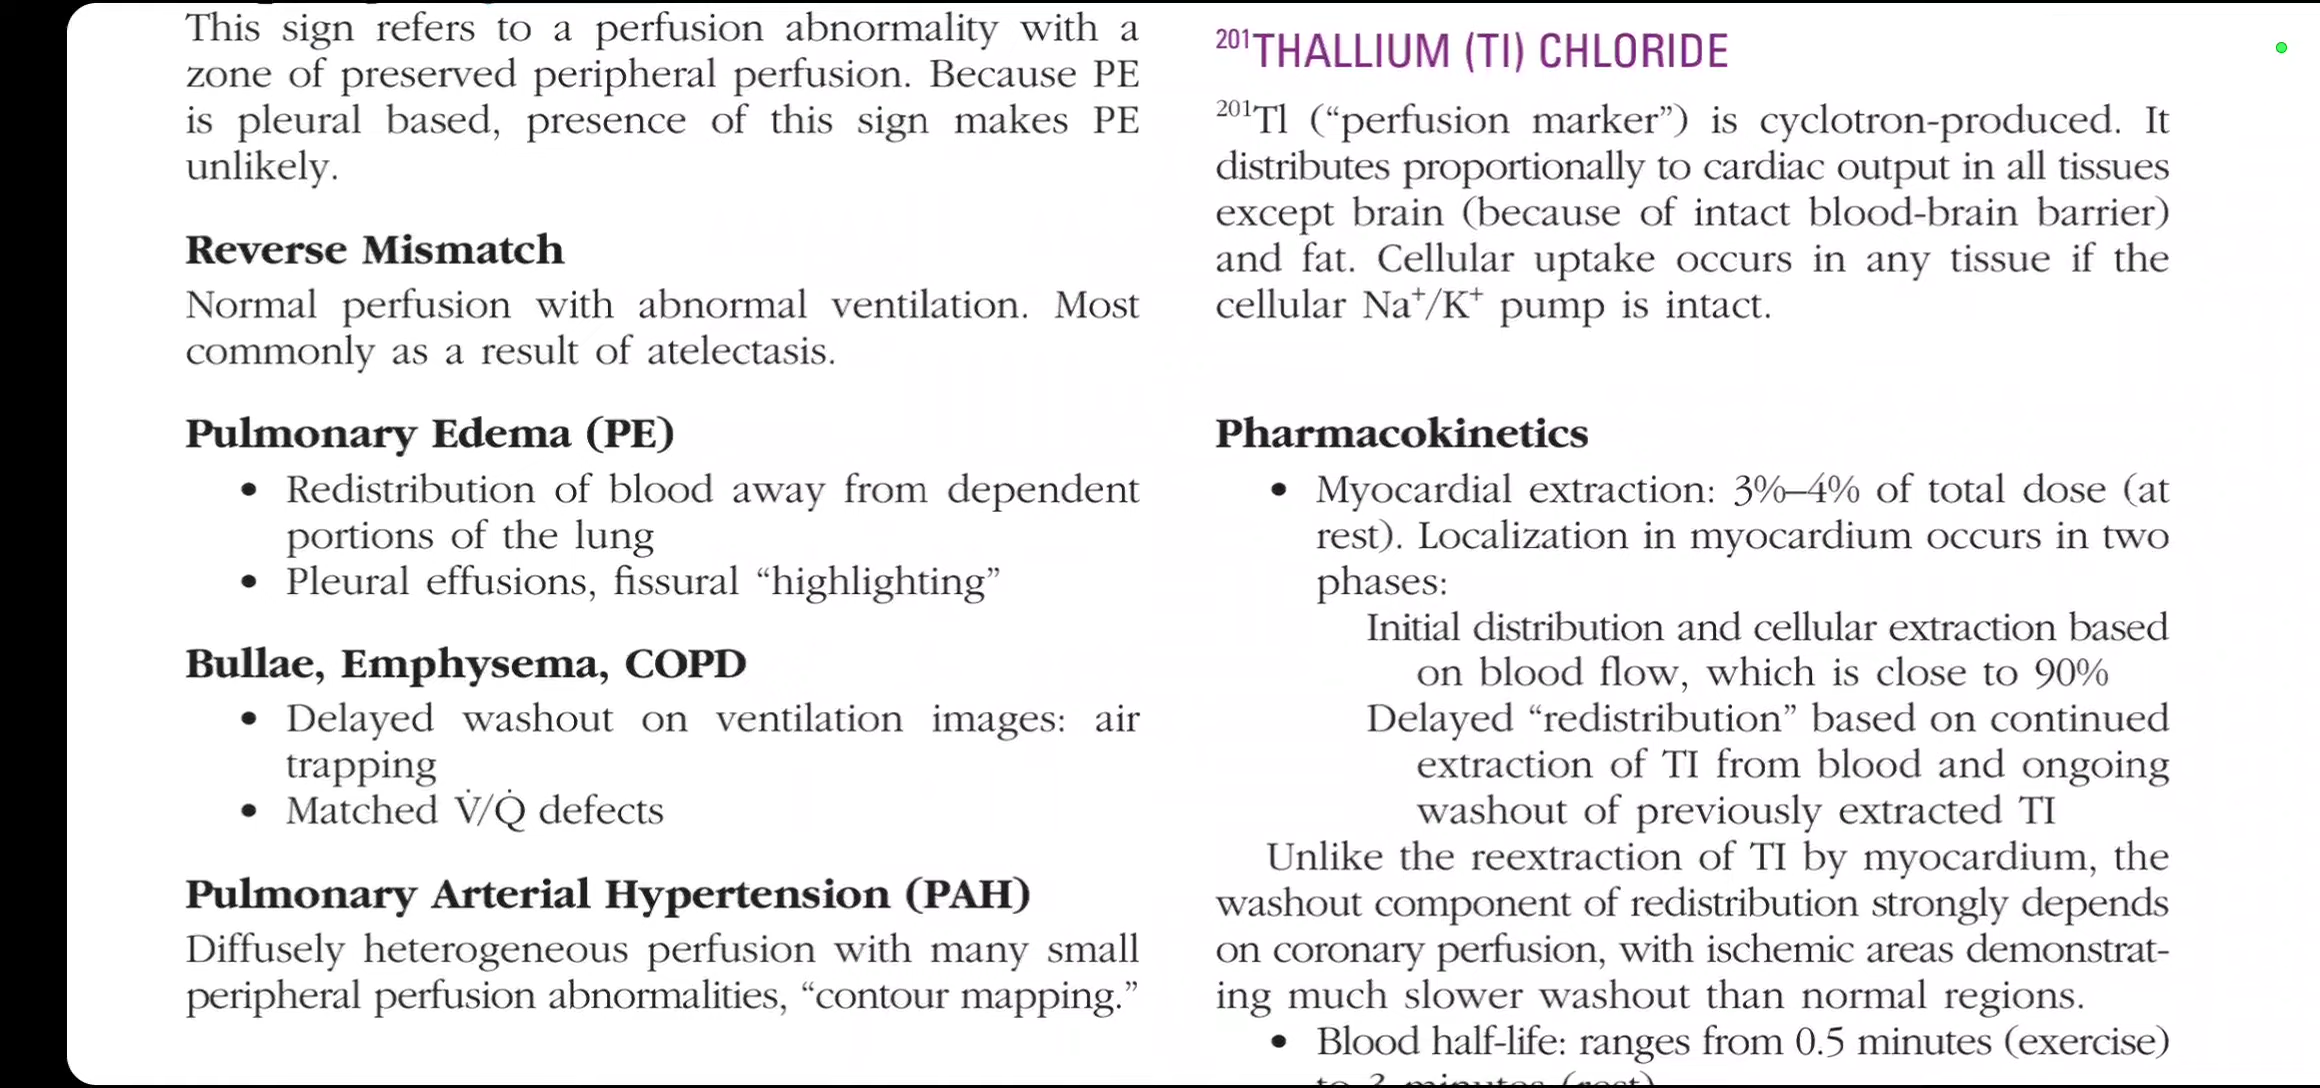 This sign refers to a perfusion abnormality with a
zone of preserved peripheral perfusion. Because PE
is pleural based, presence of this sign makes PE
unlikely.
Reverse Mismatch
Normal perfusion with abnormal ventilation. Most
commonly as a result of atelectasis.
Pulmonary Edema (PE)
• Redistribution of blood away from dependent
portions of the lung
• Pleural effusions, fissural “highlighting”
Bullae, Emphysema, COPD
• Delayed washout on ventilation images: air
trapping
• Matched V̇/Q̇ defects
Pulmonary Arterial Hypertension (PAH)
Diffusely heterogeneous perfusion with many small
peripheral perfusion abnormalities, “contour mapping.”
²⁰¹THALLIUM (TI) CHLORIDE
²⁰¹Tl (“perfusion marker”) is cyclotron-produced. It
distributes proportionally to cardiac output in all tissues
except brain (because of intact blood-brain barrier)
and fat. Cellular uptake occurs in any tissue if the
cellular Na⁺/K⁺ pump is intact.
Pharmacokinetics
• Myocardial extraction: 3%–4% of total dose (at
rest). Localization in myocardium occurs in two
phases:
Initial distribution and cellular extraction based
on blood flow, which is close to 90%
Delayed “redistribution” based on continued
extraction of TI from blood and ongoing
washout of previously extracted TI
Unlike the reextraction of TI by myocardium, the
washout component of redistribution strongly depends
on coronary perfusion, with ischemic areas demonstrat-
ing much slower washout than normal regions.
• Blood half-life: ranges from 0.5 minutes (exercise)
to 3 minutes (rest)